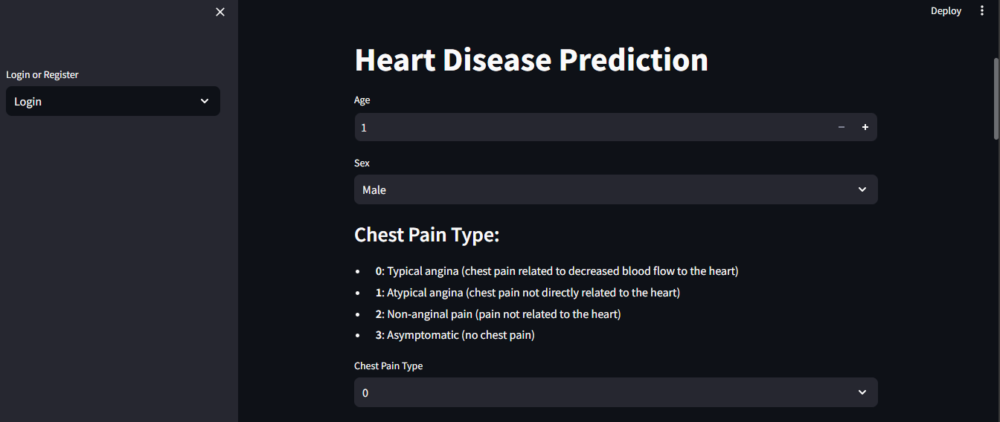 Deploy
Login or Register
Login
Heart Disease Prediction
Age
1
Sex
Male
Chest Pain Type:
0: Typical angina (chest pain related to decreased blood flow to the heart)
1: Atypical angina (chest pain not directly related to the heart)
2: Non-anginal pain (pain not related to the heart)
3: Asymptomatic (no chest pain)
Chest Pain Type
0